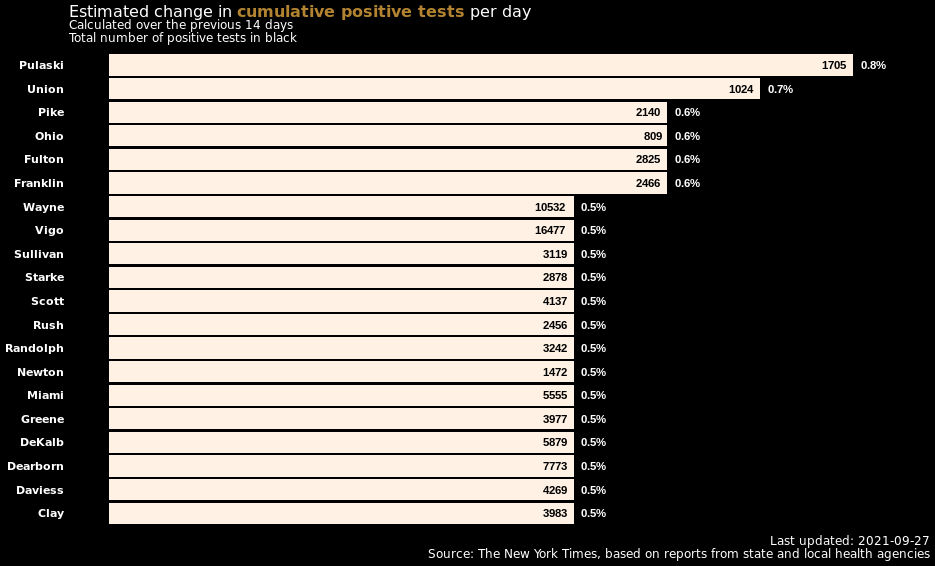 Estimated change in cumulative positive tests per day
Calculated over the previous 14 days
Total number of positive tests in black
Pulaski 1705 0.8%
Union 1024 0.7%
Pike 2140 0.6%
Ohio 809 0.6%
Fulton 2825 0.6%
Franklin 2466 0.6%
Wayne 10532 0.5%
Vigo 16477 0.5%
Sullivan 3119 0.5%
Starke 2878 0.5%
Scott 4137 0.5%
Rush 2456 0.5%
Randolph 3242 0.5%
Newton 1472 0.5%
Miami 5555 0.5%
Greene 3977 0.5%
DeKalb 5879 0.5%
Dearborn 7773 0.5%
Daviess 4269 0.5%
Clay 3983 0.5%
Last updated: 2021-09-27
Source: The New York Times, based on reports from state and local health agencies